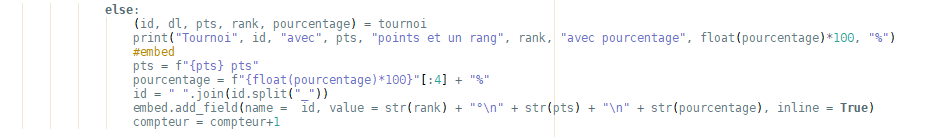 else:
(id, dl, pts, rank, pourcentage) = tournoi
print("Tournoi", id, "avec", pts, "points et un rang", rank, "avec pourcentage", float(pourcentage)*100, "%")
#embed
pts = f"{pts} pts"
pourcentage = f"{float(pourcentage)*100}"[:4] + "%"
id = " ".join(id.split("_"))
embed.add_field(name =  id, value = str(rank) + "°\n" + str(pts) + "\n" + str(pourcentage), inline = True)
compteur = compteur+1